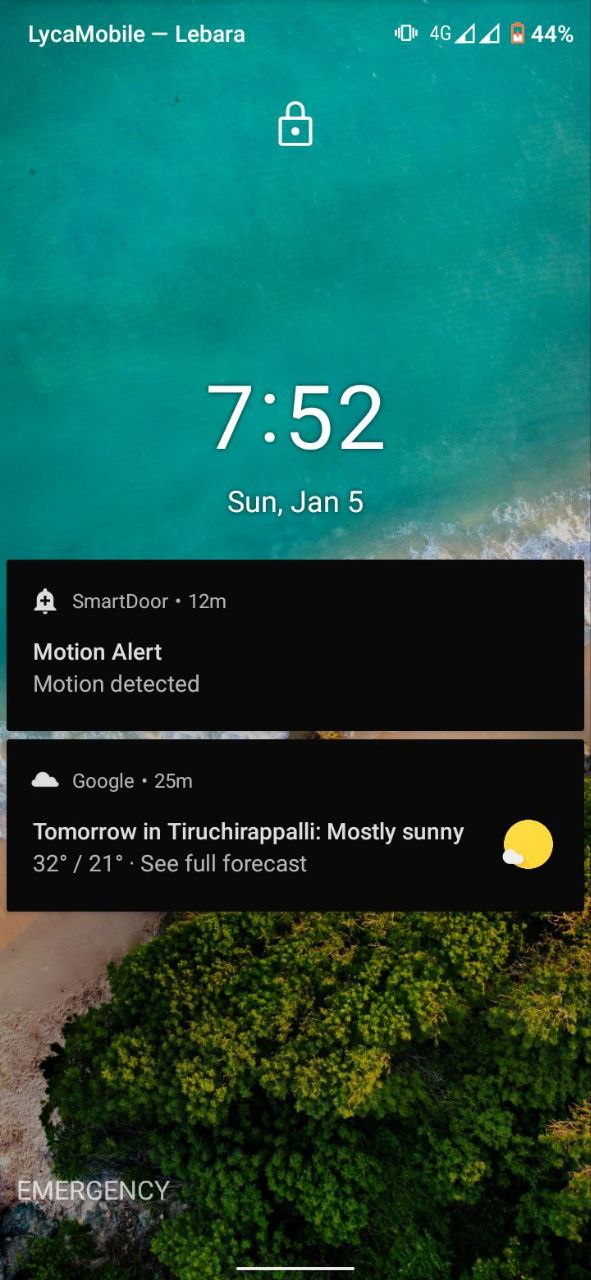 LycaMobile — Lebara 4G 44%
7:52
Sun, Jan 5
SmartDoor • 12m
Motion Alert
Motion detected
Google • 25m
Tomorrow in Tiruchirappalli: Mostly sunny
32° / 21° · See full forecast
EMERGENCY